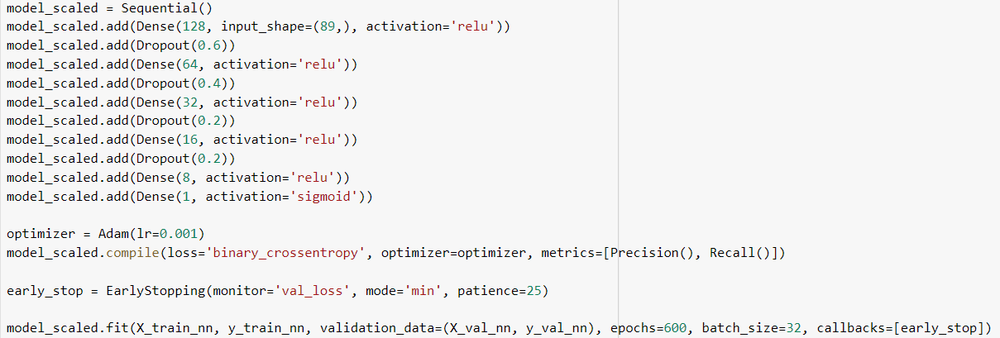 model_scaled = Sequential()
model_scaled.add(Dense(128, input_shape=(89,), activation='relu'))
model_scaled.add(Dropout(0.6))
model_scaled.add(Dense(64, activation='relu'))
model_scaled.add(Dropout(0.4))
model_scaled.add(Dense(32, activation='relu'))
model_scaled.add(Dropout(0.2))
model_scaled.add(Dense(16, activation='relu'))
model_scaled.add(Dropout(0.2))
model_scaled.add(Dense(8, activation='relu'))
model_scaled.add(Dense(1, activation='sigmoid'))
optimizer = Adam(lr=0.001)
model_scaled.compile(loss='binary_crossentropy', optimizer=optimizer, metrics=[Precision(), Recall()])
early_stop = EarlyStopping(monitor='val_loss', mode='min', patience=25)
model_scaled.fit(X_train_nn, y_train_nn, validation_data=(X_val_nn, y_val_nn), epochs=600, batch_size=32, callbacks=[early_stop])